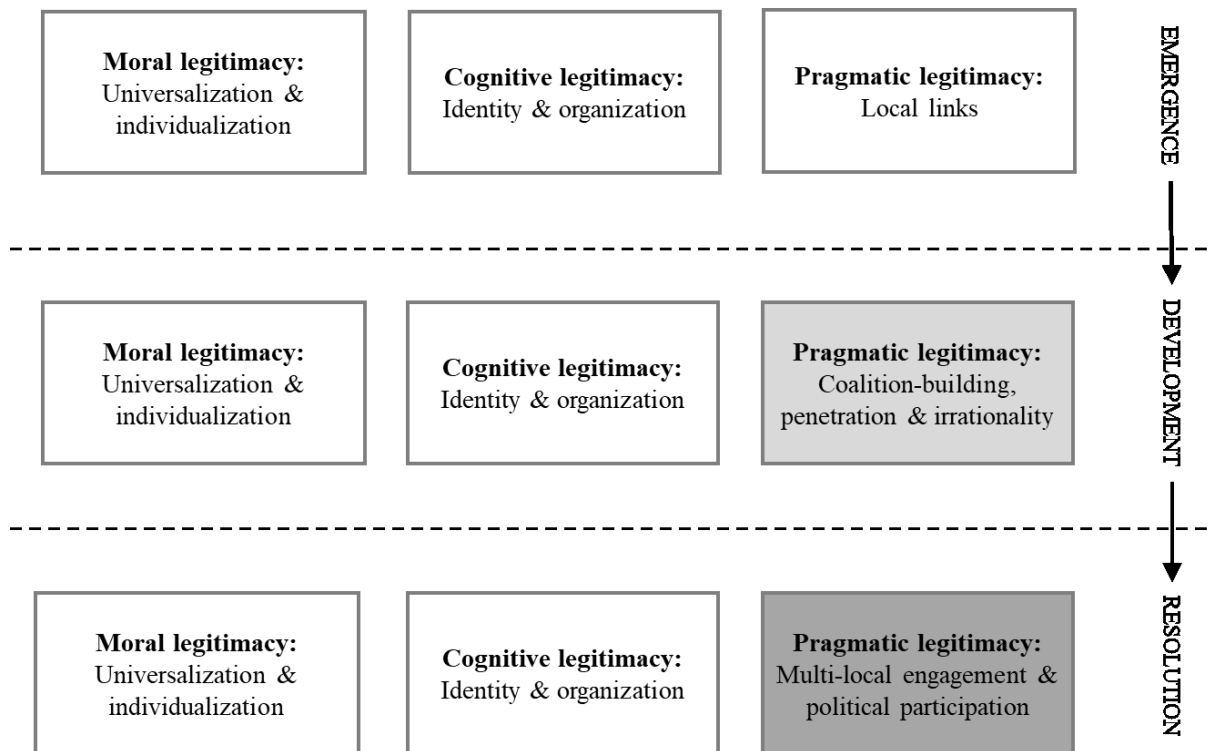 Moral legitimacy:
Universalization &
individualization
Cognitive legitimacy:
Identity & organization
Pragmatic legitimacy:
Local links
EMERGENCE
Moral legitimacy:
Universalization &
individualization
Cognitive legitimacy:
Identity & organization
Pragmatic legitimacy:
Coalition-building,
penetration & irrationality
DEVELOPMENT
Moral legitimacy:
Universalization &
individualization
Cognitive legitimacy:
Identity & organization
Pragmatic legitimacy:
Multi-local engagement &
political participation
RESOLUTION